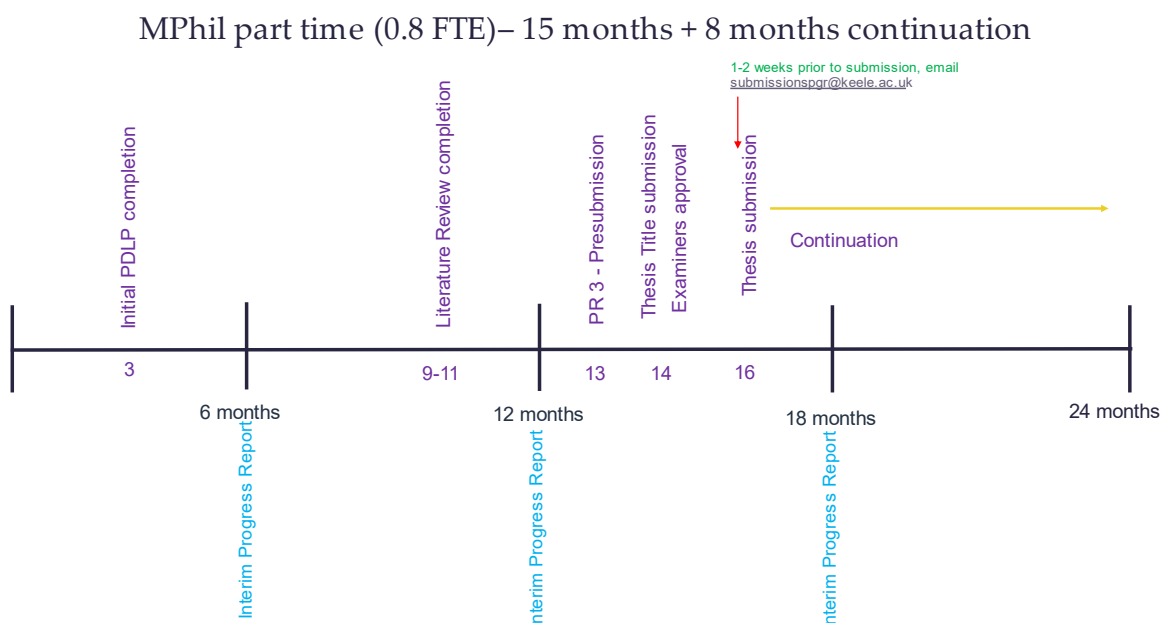 MPhil part time (0.8 FTE)– 15 months + 8 months continuation
1-2 weeks prior to submission, email
submissionspgr@keele.ac.uk
Initial PDLP completion
Literature Review completion
PR 3 - Presubmission
Thesis Title submission
Examiners approval
Thesis submission
Continuation
3
9-11
13
14
16
6 months
12 months
18 months
24 months
Interim Progress Report
Interim Progress Report
Interim Progress Report